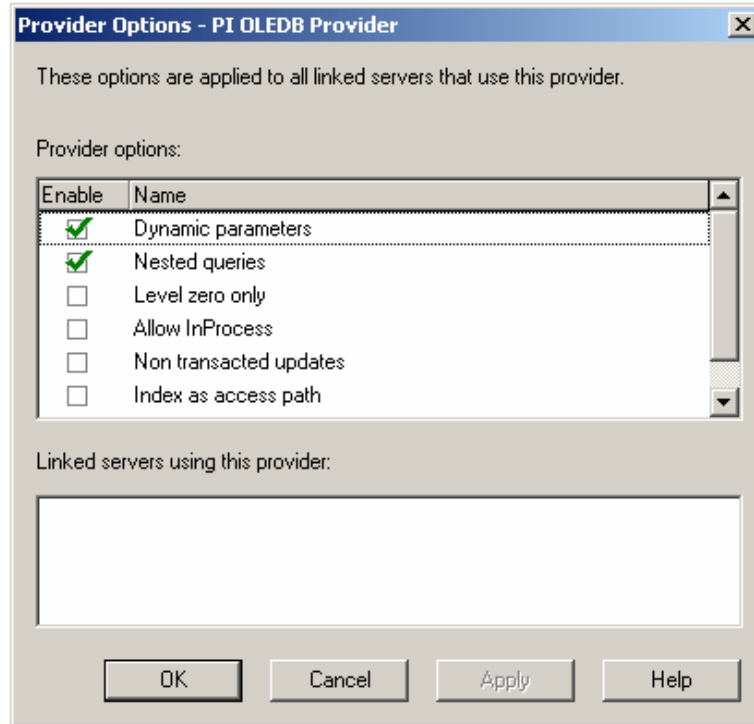 Provider Options - PI OLEDB Provider
These options are applied to all linked servers that use this provider.
Provider options:
Enable Name
Dynamic parameters
Nested queries
Level zero only
Allow InProcess
Non transacted updates
Index as access path
Linked servers using this provider:
OK Cancel Apply Help